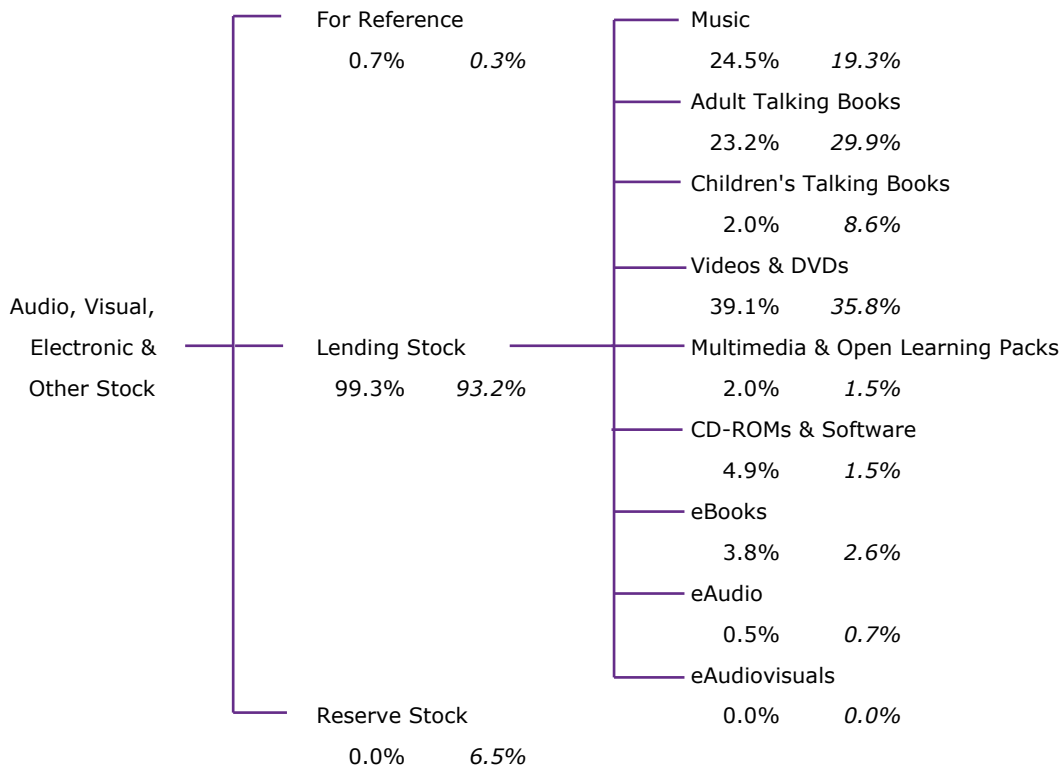 Audio, Visual,
Electronic &
Other Stock
For Reference
0.7% 0.3%
Lending Stock
99.3% 93.2%
Reserve Stock
0.0% 6.5%
Music
24.5% 19.3%
Adult Talking Books
23.2% 29.9%
Children's Talking Books
2.0% 8.6%
Videos & DVDs
39.1% 35.8%
Multimedia & Open Learning Packs
2.0% 1.5%
CD-ROMs & Software
4.9% 1.5%
eBooks
3.8% 2.6%
eAudio
0.5% 0.7%
eAudiovisuals
0.0% 0.0%